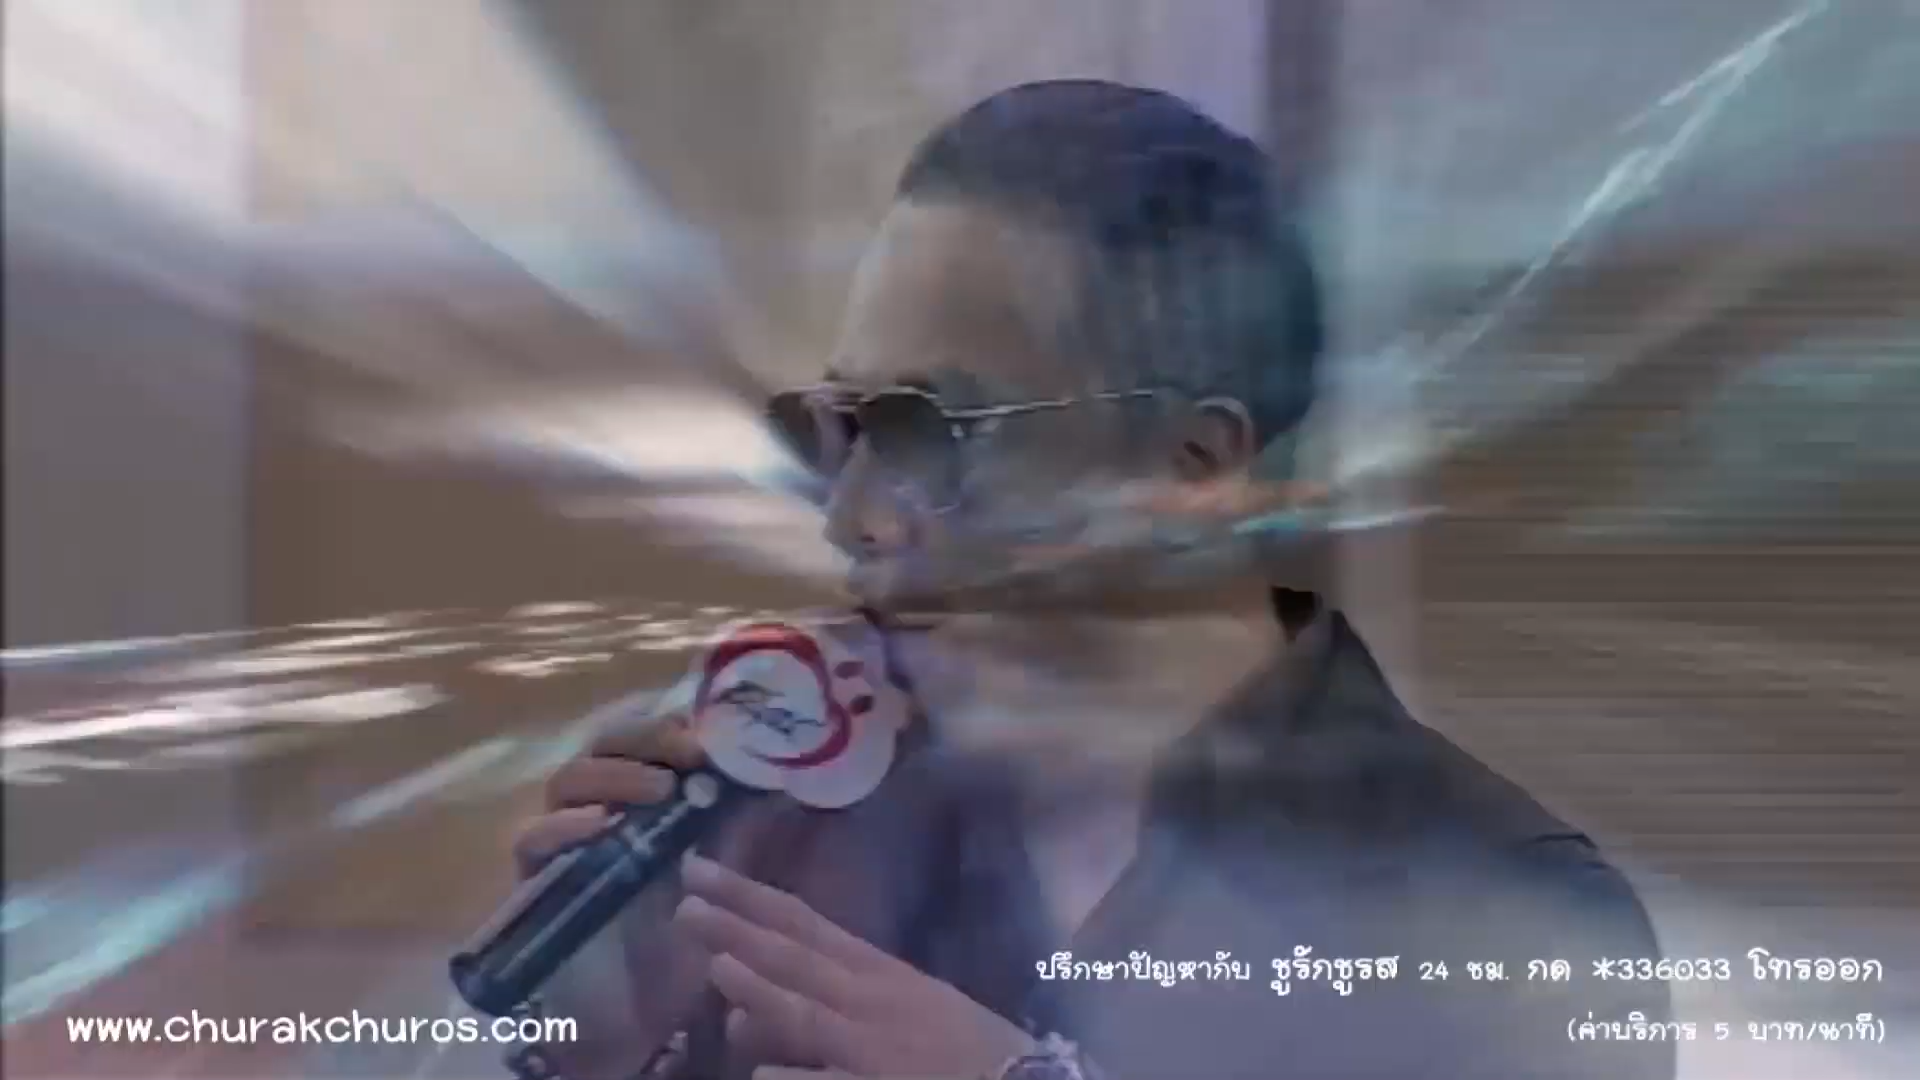 ปรึกษาปัญหากับ ชูรักชูรส 24 ชม. กด *336033 โทรออก
(ค่าบริการ 5 บาท/นาที)
www.churakchuros.com